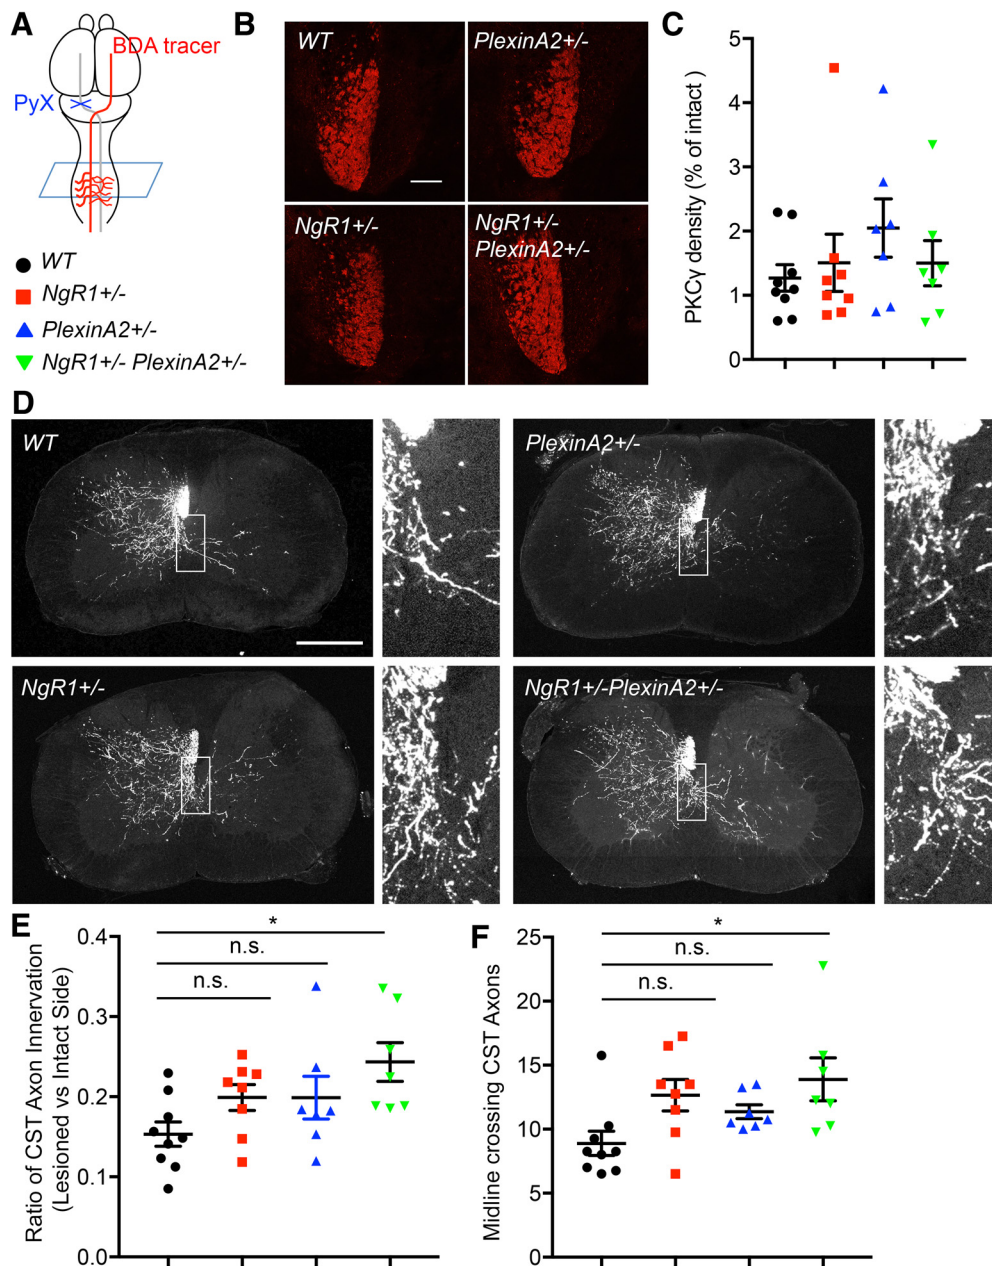 A
BDA tracer
PyX
WT
NgR1+/-
PlexinA2+/-
NgR1+/- PlexinA2+/-
B
WT
PlexinA2+/-
NgR1+/-
NgR1+/-
PlexinA2+/-
C
PKCγ density (% of intact )
5
4
3
2
1
0
D
WT
PlexinA2+/-
NgR1+/-
NgR1+/-PlexinA2+/-
E
Ratio of CST Axon Innervation
(Lesioned vs Intact Side)
0.4
0.3
0.2
0.1
0.0
*
n.s.
n.s.
F
Midline crossing CST Axons
25
20
15
10
5
0
*
n.s.
n.s.